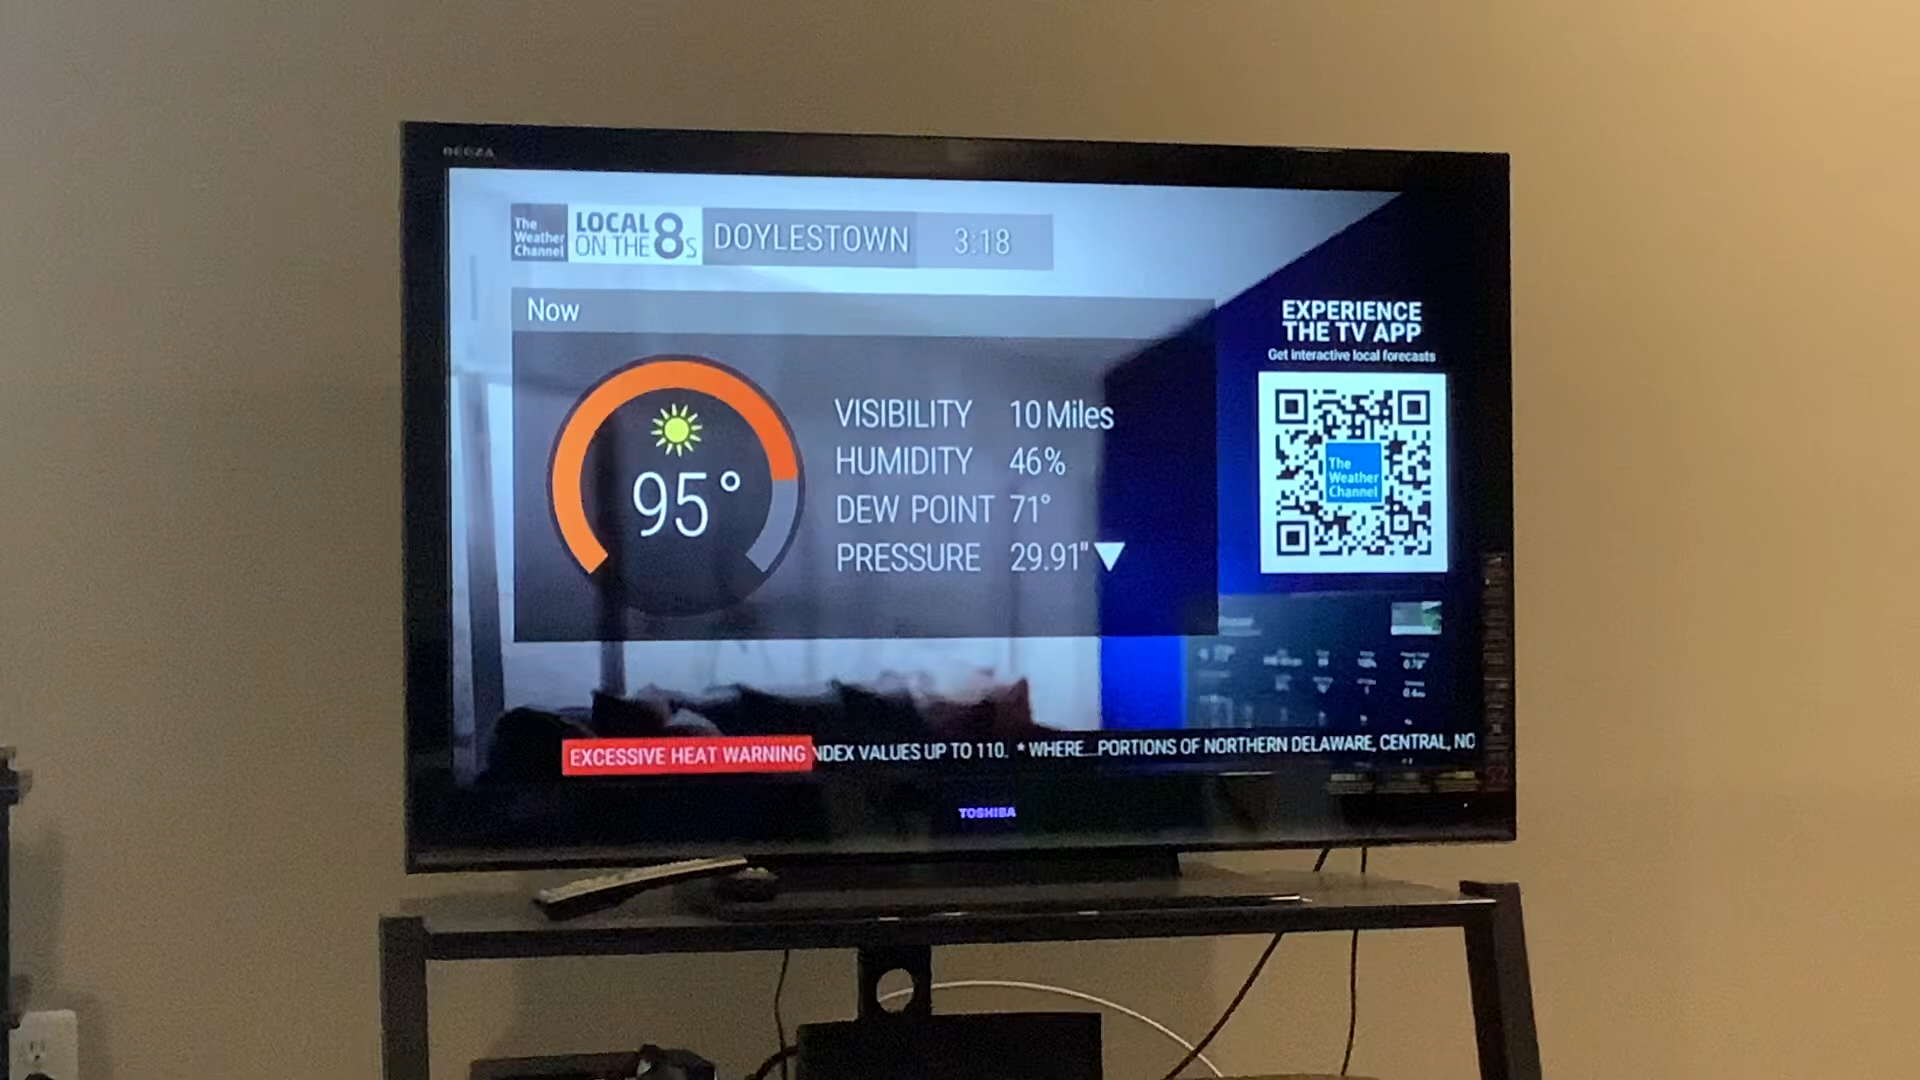 REGZA
The Weather Channel
LOCAL ON THE 8s
DOYLESTOWN 3:18
Now
95°
VISIBILITY 10 Miles
HUMIDITY 46%
DEW POINT 71°
PRESSURE 29.91"
EXPERIENCE
THE TV APP
Get interactive local forecasts
The
Weather
Channel
EXCESSIVE HEAT WARNING NDEX VALUES UP TO 110. * WHERE...PORTIONS OF NORTHERN DELAWARE, CENTRAL, NO
TOSHIBA